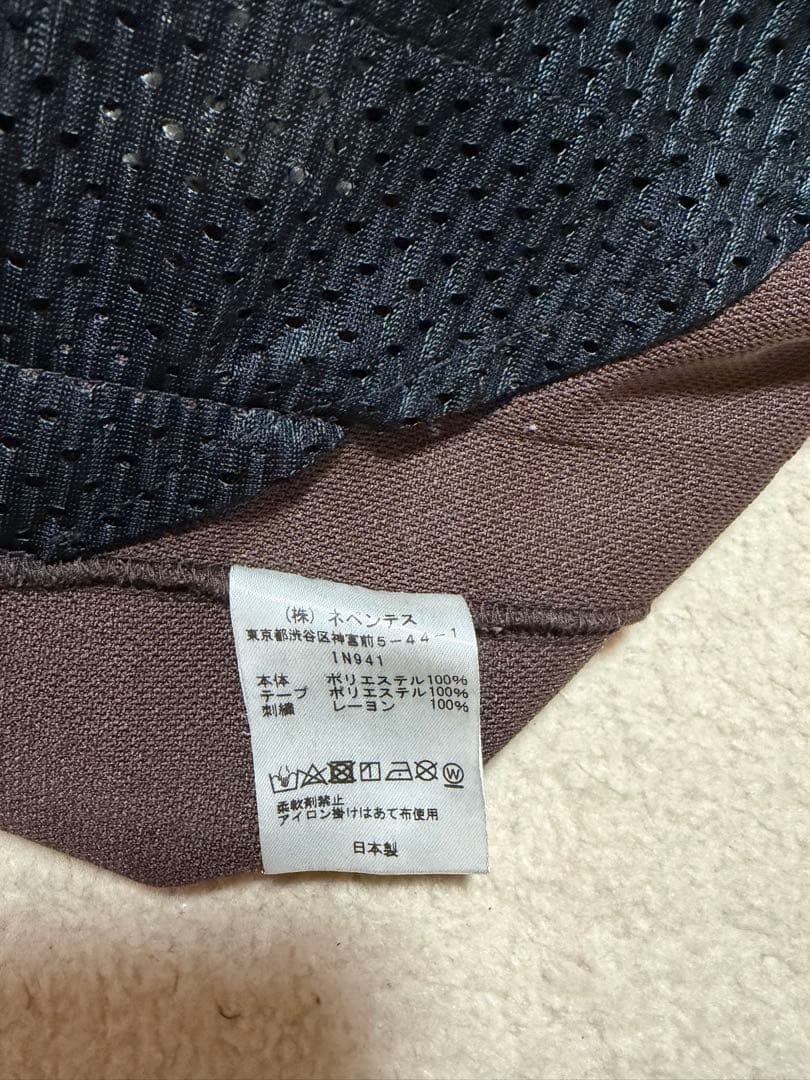 (株) ネペンテス
東京都渋谷区神宮前5-44-1
IN941
本体 ポリエステル100%
テープ ポリエステル100%
刺繍 レーヨン 100%
W
柔軟剤禁止
アイロン掛けはあて布使用
日本製